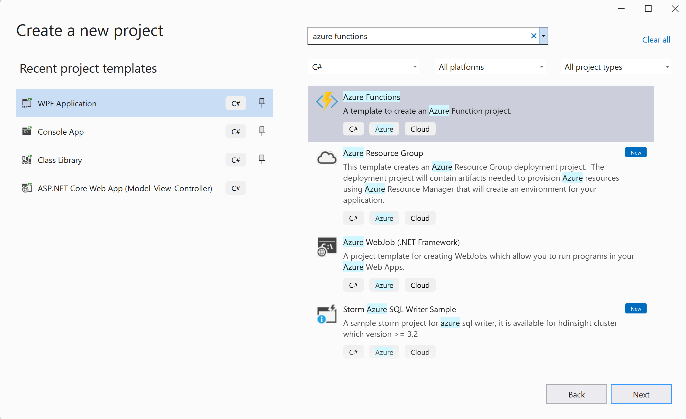 Create a new project
Recent project templates
WPF Application C#
Console App C#
Class Library C#
ASP.NET Core Web App (Model-View-Controller) C#
azure functions
Clear all
C# All platforms All project types
Azure Functions
A template to create an Azure Function project.
C# Azure Cloud
Azure Resource Group New
This template creates an Azure Resource Group deployment project. The
deployment project will contain artifacts needed to provision Azure resources
using Azure Resource Manager that will create an environment for your
application.
C# Azure Cloud
Azure WebJob (.NET Framework)
A project template for creating WebJobs which allow you to run programs in your
Azure Web Apps.
C# Azure Cloud
Storm Azure SQL Writer Sample New
A sample storm project for azure sql writer, it is available for hdinsight cluster
which version >= 3.2
C# Azure Cloud
Back Next